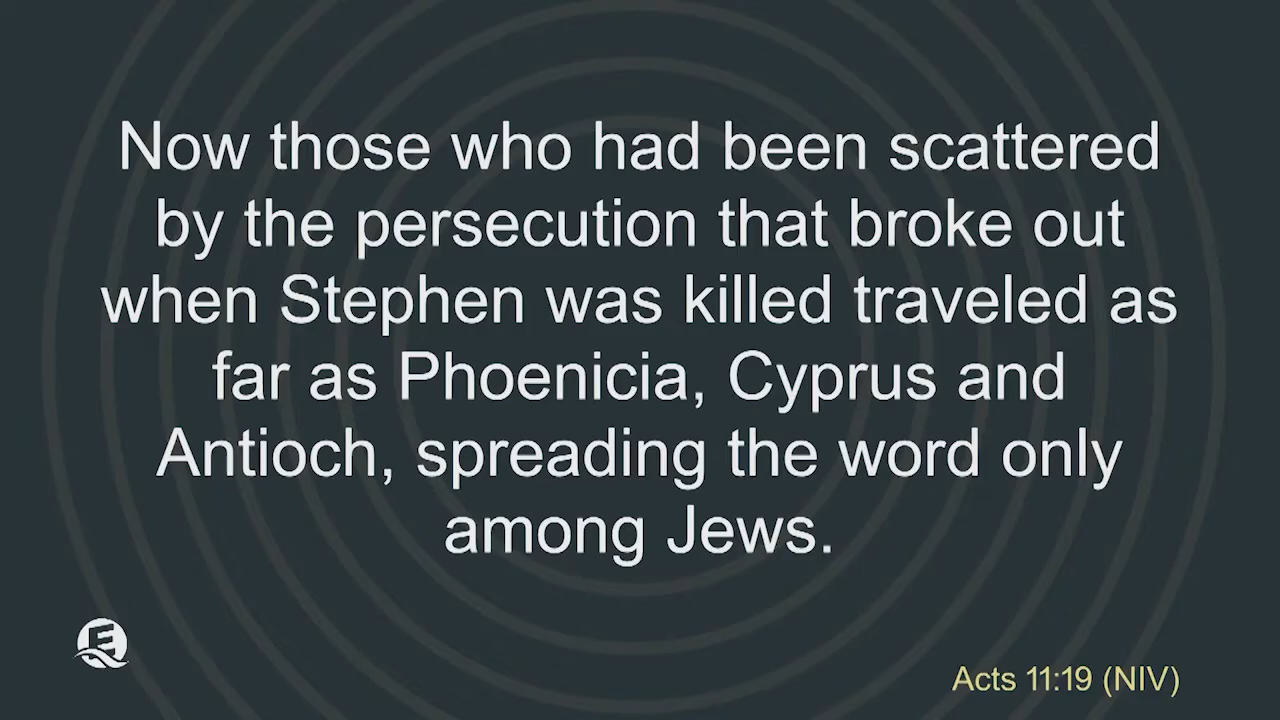 Now those who had been scattered
by the persecution that broke out
when Stephen was killed traveled as
far as Phoenicia, Cyprus and
Antioch, spreading the word only
among Jews.
Acts 11:19 (NIV)